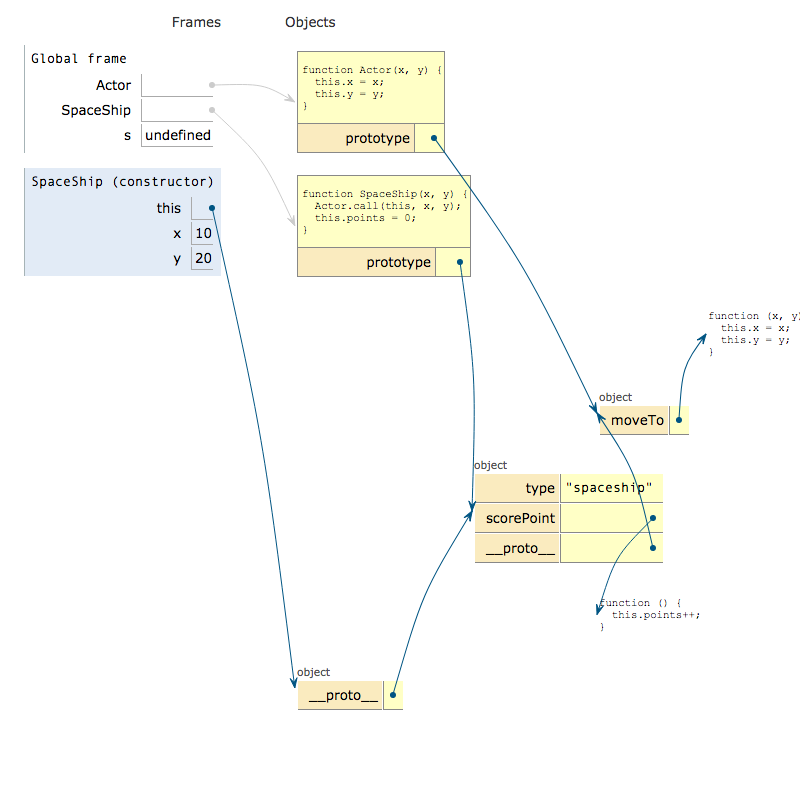 Frames Objects
Global frame
Actor
SpaceShip
s undefined
function Actor(x, y) {
this.x = x;
this.y = y;
}
prototype
SpaceShip (constructor)
this
x 10
y 20
function SpaceShip(x, y) {
Actor.call(this, x, y);
this.points = 0;
}
prototype
function (x, y)
this.x = x;
this.y = y;
}
object
moveTo
object
type "spaceship"
scorePoint
__proto__
function () {
this.points++;
}
object
__proto__